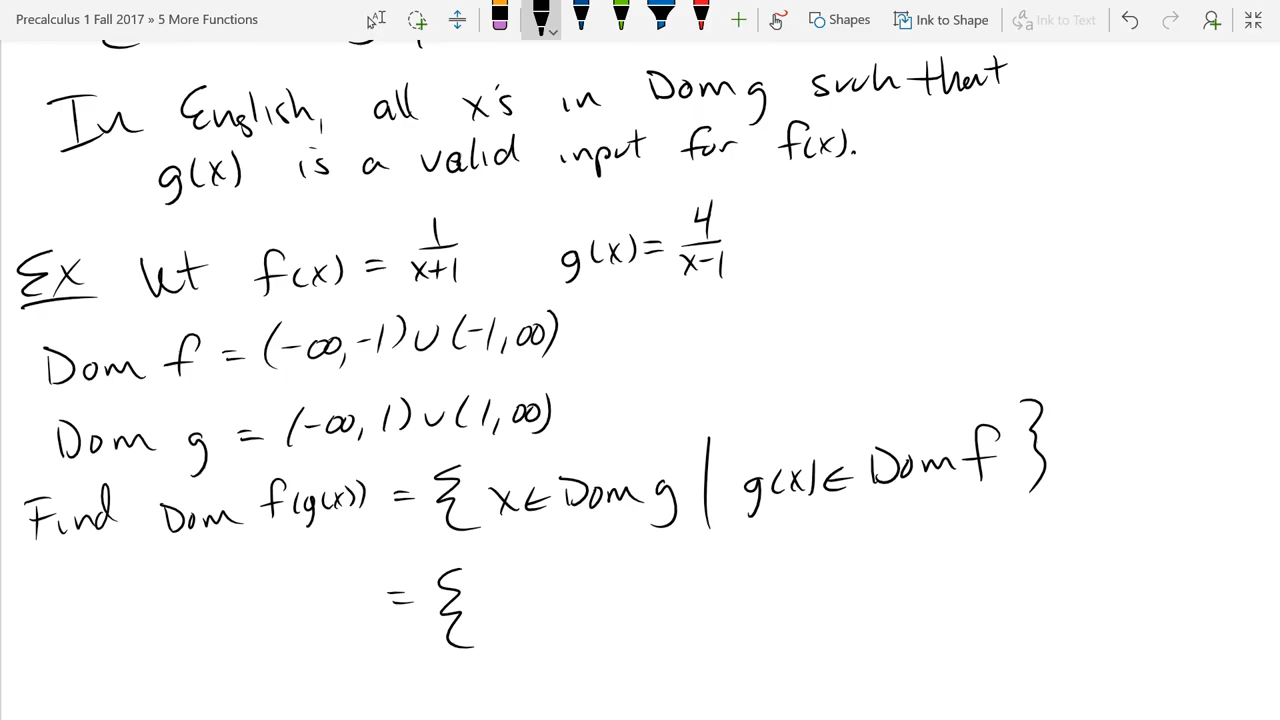 Precalculus 1 Fall 2017 » 5 More Functions
Shapes
Ink to Shape
Ink to Text
In English, all x's in Dom g such that
g(x) is a valid input for f(x).
Ex let f(x) = 1/(x+1) g(x) = 4/(x-1)
Dom f = (-∞, -1) ∪ (-1, ∞)
Dom g = (-∞, 1) ∪ (1, ∞)
Find Dom f(g(x)) = { x ∈ Dom g | g(x) ∈ Dom f }
= {